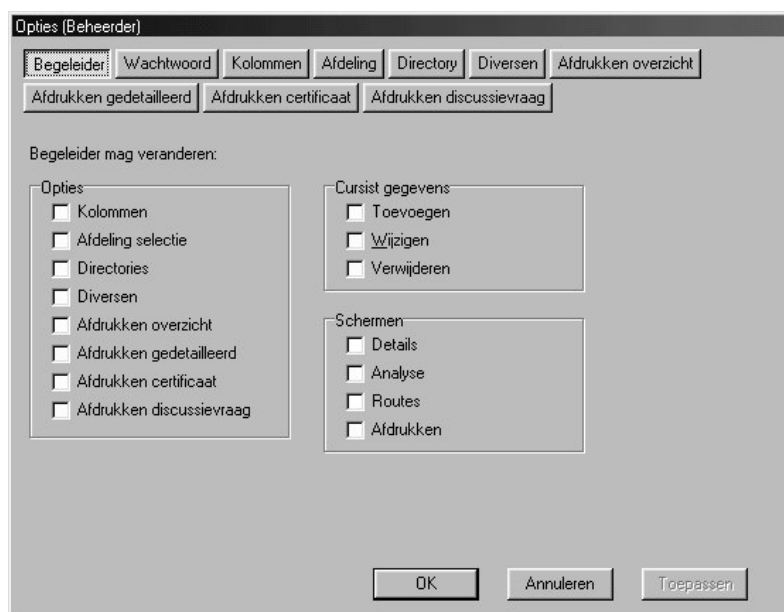 Opties (Beheerder)
Begeleider Wachtwoord Kolommen Afdeling Directory Diversen Afdrukken overzicht
Afdrukken gedetailleerd Afdrukken certificaat Afdrukken discussievraag
Begeleider mag veranderen:
Opties
Kolommen
Afdeling selectie
Directories
Diversen
Afdrukken overzicht
Afdrukken gedetailleerd
Afdrukken certificaat
Afdrukken discussievraag
Cursist gegevens
Toevoegen
Wijzigen
Verwijderen
Schermen
Details
Analyse
Routes
Afdrukken
OK Annuleren Toepassen